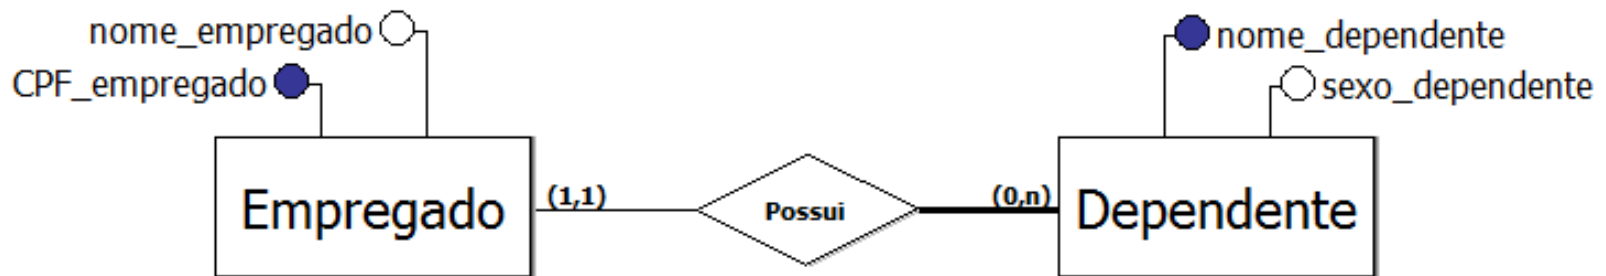 nome_empregado
CPF_empregado
nome_dependente
sexo_dependente
Empregado
(1,1)
Possui
(0,n)
Dependente